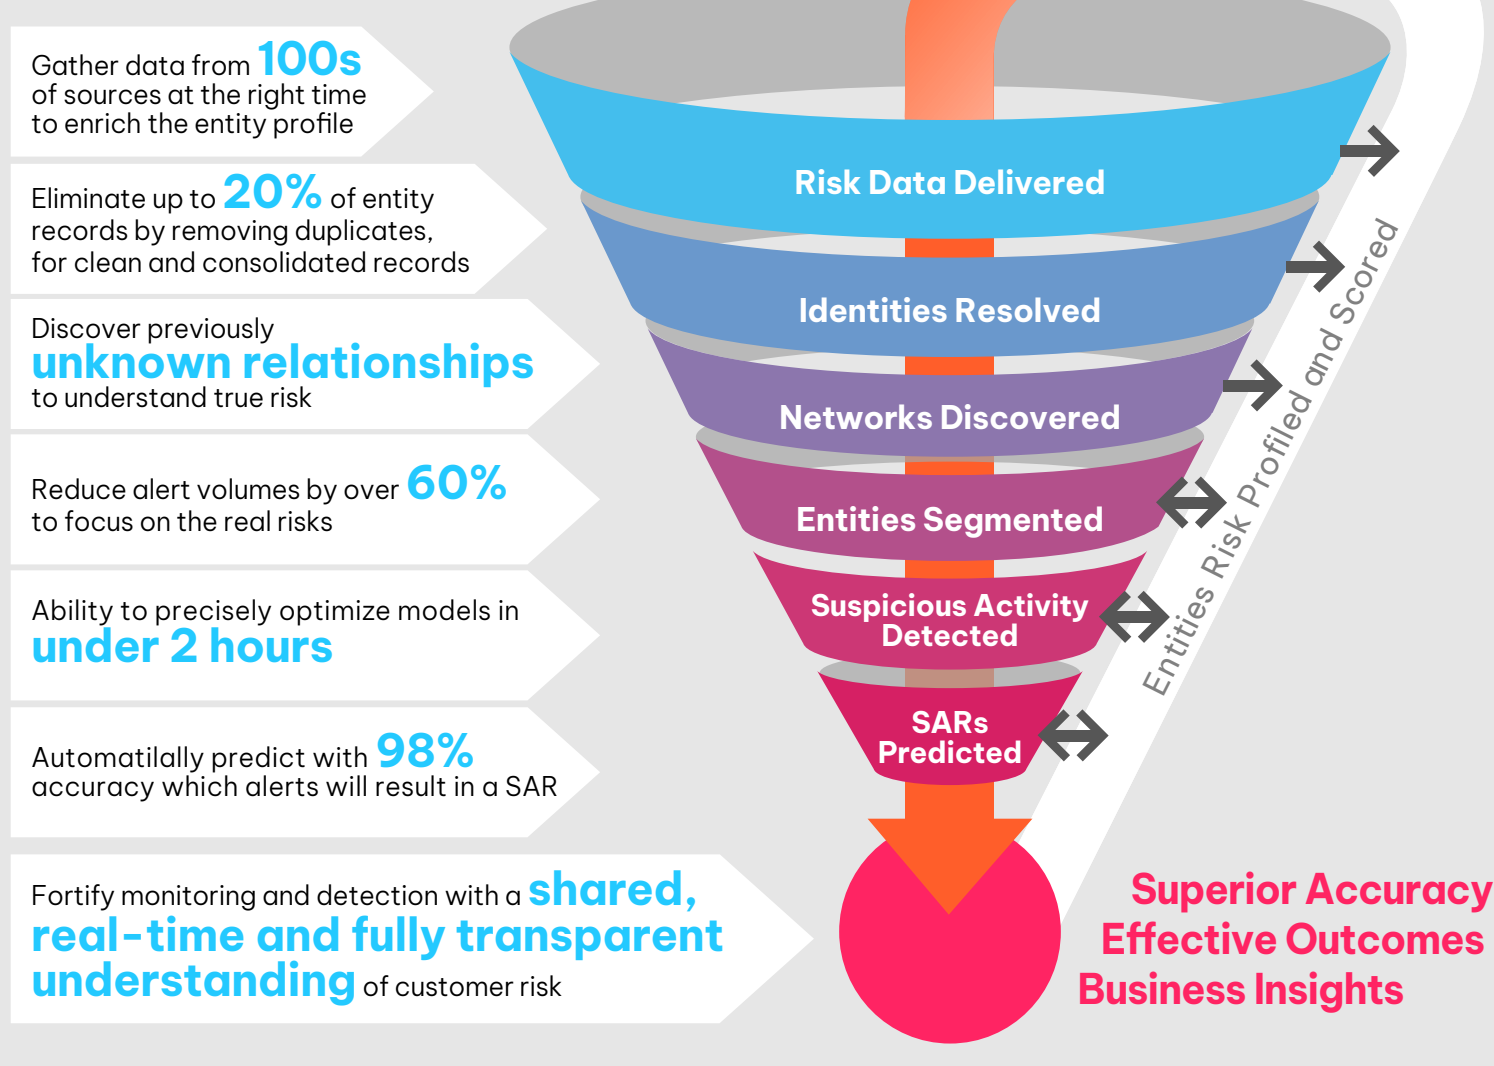 Gather data from 100s
of sources at the right time
to enrich the entity profile
Eliminate up to 20% of entity
records by removing duplicates,
for clean and consolidated records
Discover previously
unknown relationships
to understand true risk
Reduce alert volumes by over 60%
to focus on the real risks
Ability to precisely optimize models in
under 2 hours
Automatilally predict with 98%
accuracy which alerts will result in a SAR
Fortify monitoring and detection with a shared,
real-time and fully transparent
understanding of customer risk
Risk Data Delivered
Identities Resolved
Networks Discovered
Entities Segmented
Suspicious Activity
Detected
SARs
Predicted
Entities Risk Profiled and Scored
Superior Accuracy
Effective Outcomes
Business Insights